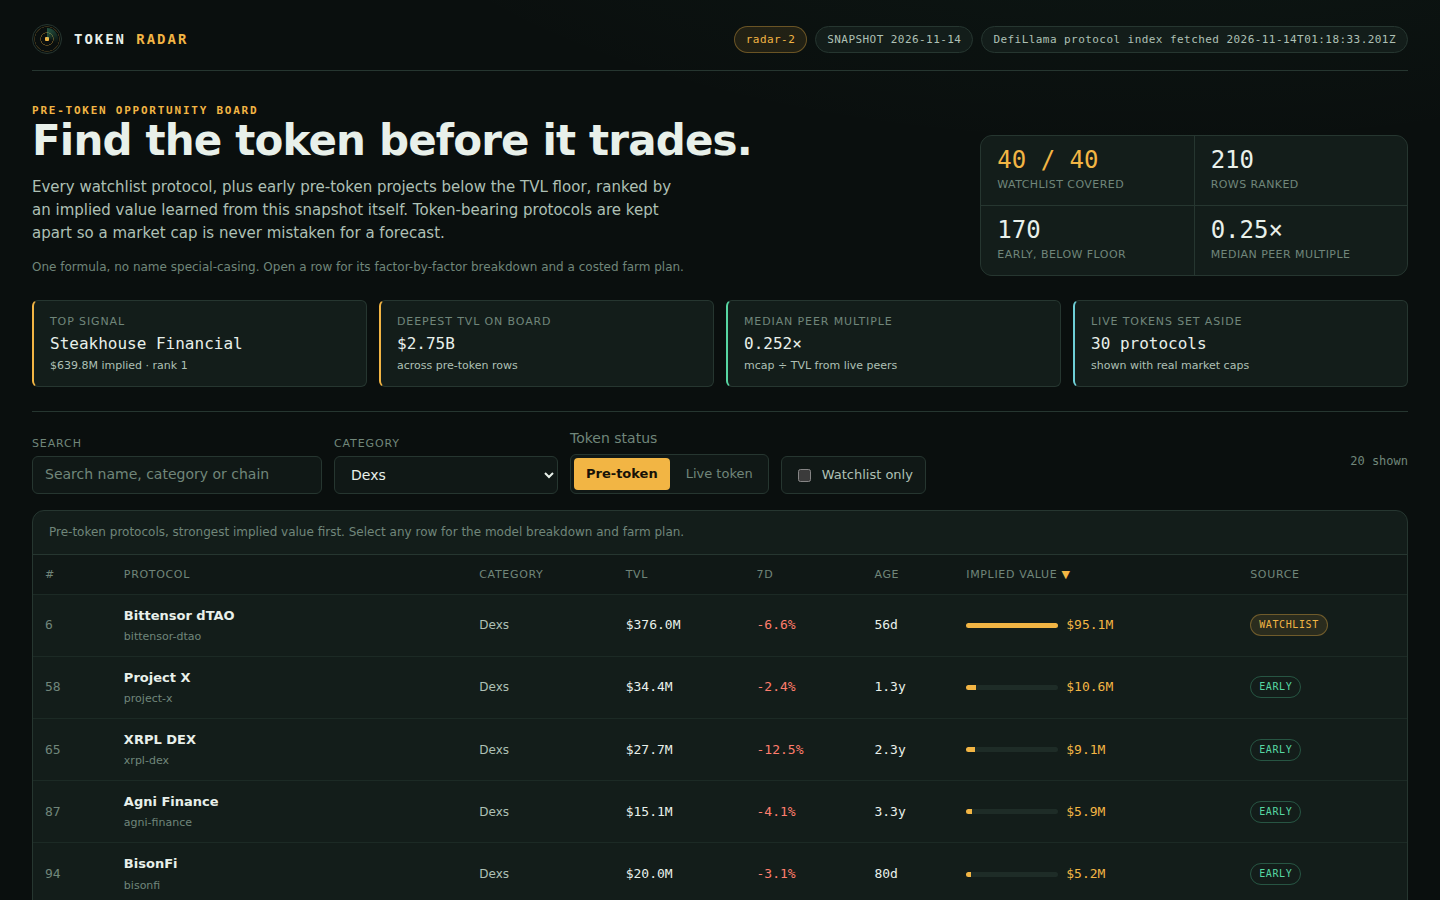 TOKEN RADAR
radar-2
SNAPSHOT 2026-11-14
DefiLlama protocol index fetched 2026-11-14T01:18:33.201Z
PRE-TOKEN OPPORTUNITY BOARD
Find the token before it trades.
Every watchlist protocol, plus early pre-token projects below the TVL floor, ranked by
an implied value learned from this snapshot itself. Token-bearing protocols are kept
apart so a market cap is never mistaken for a forecast.
One formula, no name special-casing. Open a row for its factor-by-factor breakdown and a costed farm plan.
40 / 40
WATCHLIST COVERED
210
ROWS RANKED
170
EARLY, BELOW FLOOR
0.25×
MEDIAN PEER MULTIPLE
TOP SIGNAL
Steakhouse Financial
$639.8M implied · rank 1
DEEPEST TVL ON BOARD
$2.75B
across pre-token rows
MEDIAN PEER MULTIPLE
0.252×
mcap ÷ TVL from live peers
LIVE TOKENS SET ASIDE
30 protocols
shown with real market caps
SEARCH
Search name, category or chain
CATEGORY
Dexs
Token status
Pre-token
Live token
Watchlist only
20 shown
Pre-token protocols, strongest implied value first. Select any row for the model breakdown and farm plan.
# PROTOCOL CATEGORY TVL 7D AGE IMPLIED VALUE ▼ SOURCE
6 Bittensor dTAO Dexs $376.0M -6.6% 56d $95.1M WATCHLIST
bittensor-dtao
58 Project X Dexs $34.4M -2.4% 1.3y $10.6M EARLY
project-x
65 XRPL DEX Dexs $27.7M -12.5% 2.3y $9.1M EARLY
xrpl-dex
87 Agni Finance Dexs $15.1M -4.1% 3.3y $5.9M EARLY
agni-finance
94 BisonFi Dexs $20.0M -3.1% 80d $5.2M EARLY
bisonfi